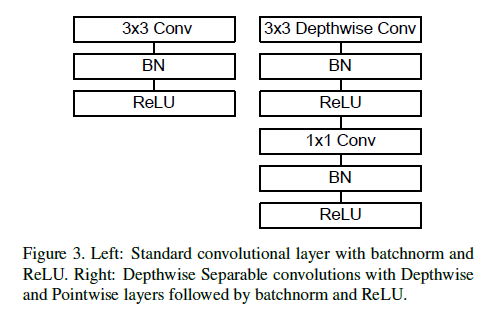 3x3 Conv
BN
ReLU
3x3 Depthwise Conv
BN
ReLU
1x1 Conv
BN
ReLU
Figure 3. Left: Standard convolutional layer with batchnorm and
ReLU. Right: Depthwise Separable convolutions with Depthwise
and Pointwise layers followed by batchnorm and ReLU.